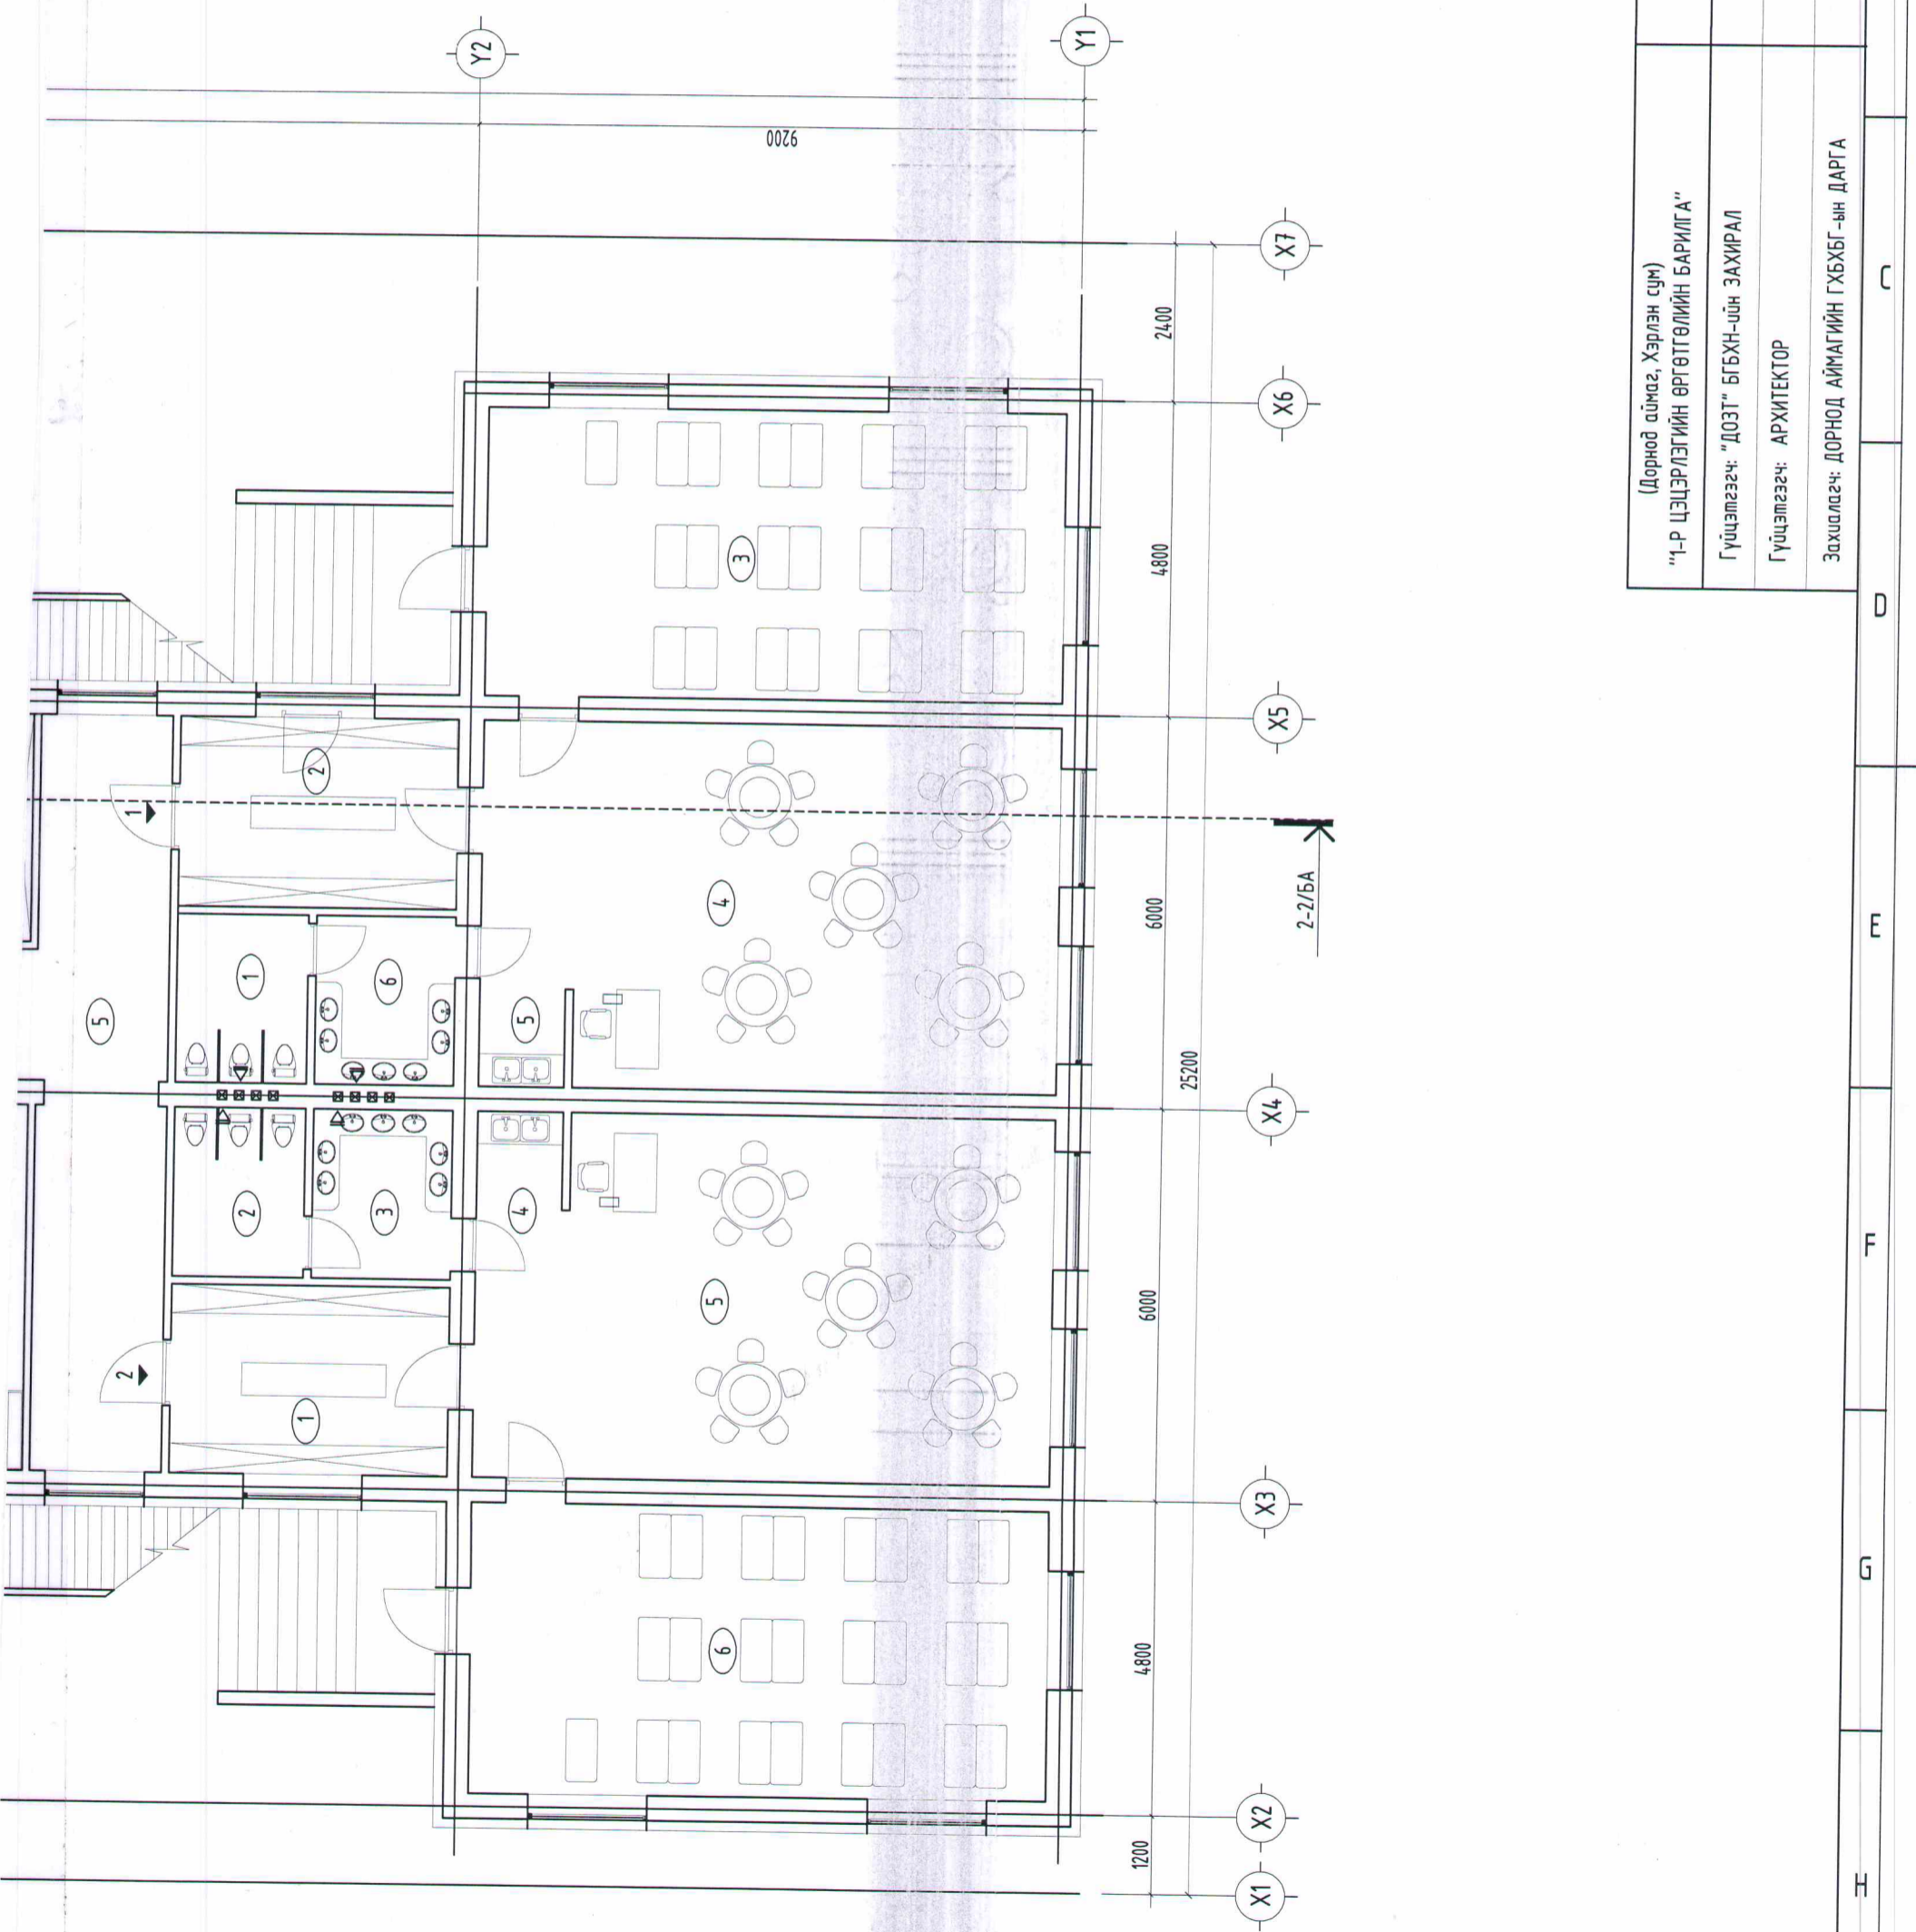 5
2
1
2
1
1
2
3
6
Y2
4
5
6
5
4
3
9200
Y1
1200
4800
6000
6000
4800
2400
25200
X1
X2
X3
X4
X5
X6
X7
2-2/БА
(Дорнод аймаг, Хэрлэн сум)
"1-Р ЦЭЦЭРЛЭГИЙН ӨРГӨТГӨЛИЙН БАРИЛГА"
Гүйцэтгэгч: "ДОЗТ" БГБХН-ийн ЗАХИРАЛ
Гүйцэтгэгч: АРХИТЕКТОР
Захиалагч: ДОРНОД АЙМАГИЙН ГХБХБГ-ын ДАРГА
H
G
F
E
D
C